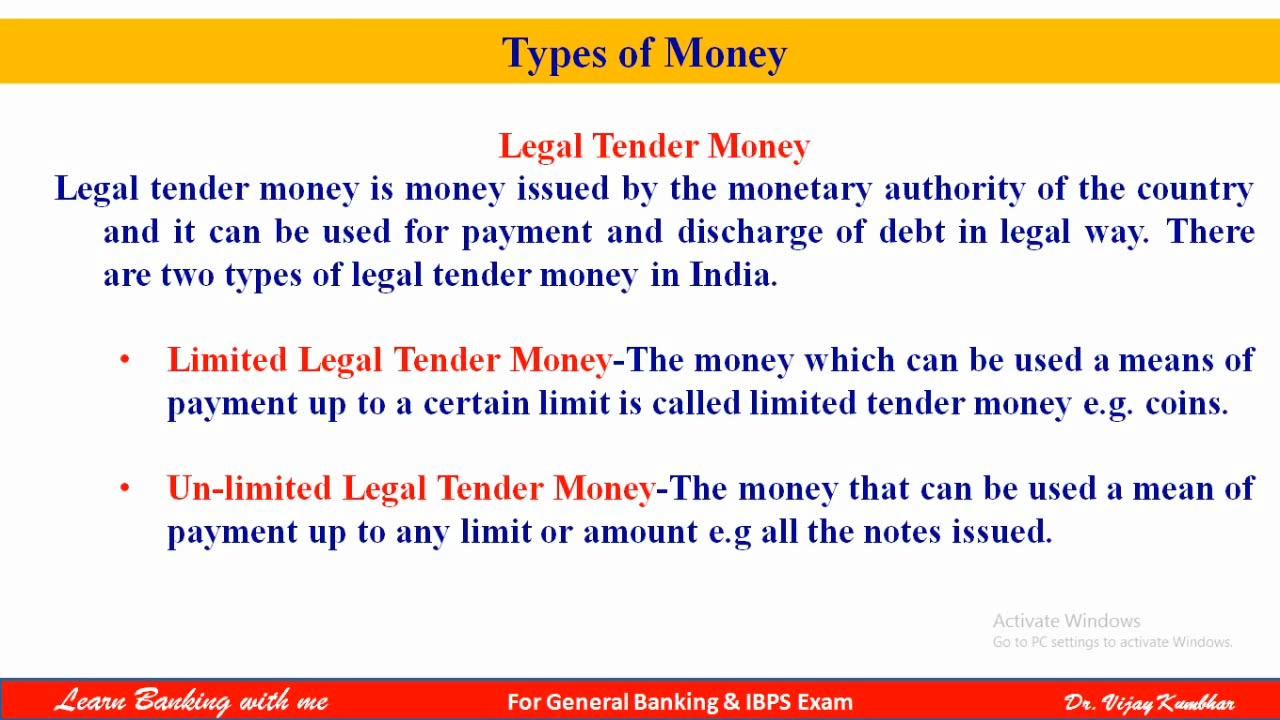 Types of Money
Legal Tender Money
Legal tender money is money issued by the monetary authority of the country
and it can be used for payment and discharge of debt in legal way. There
are two types of legal tender money in India.
• Limited Legal Tender Money-The money which can be used a means of
payment up to a certain limit is called limited tender money e.g. coins.
• Un-limited Legal Tender Money-The money that can be used a mean of
payment up to any limit or amount e.g all the notes issued.
Activate Windows
Go to PC settings to activate Windows.
Learn Banking with me
For General Banking & IBPS Exam
Dr. Vijay Kumbhar